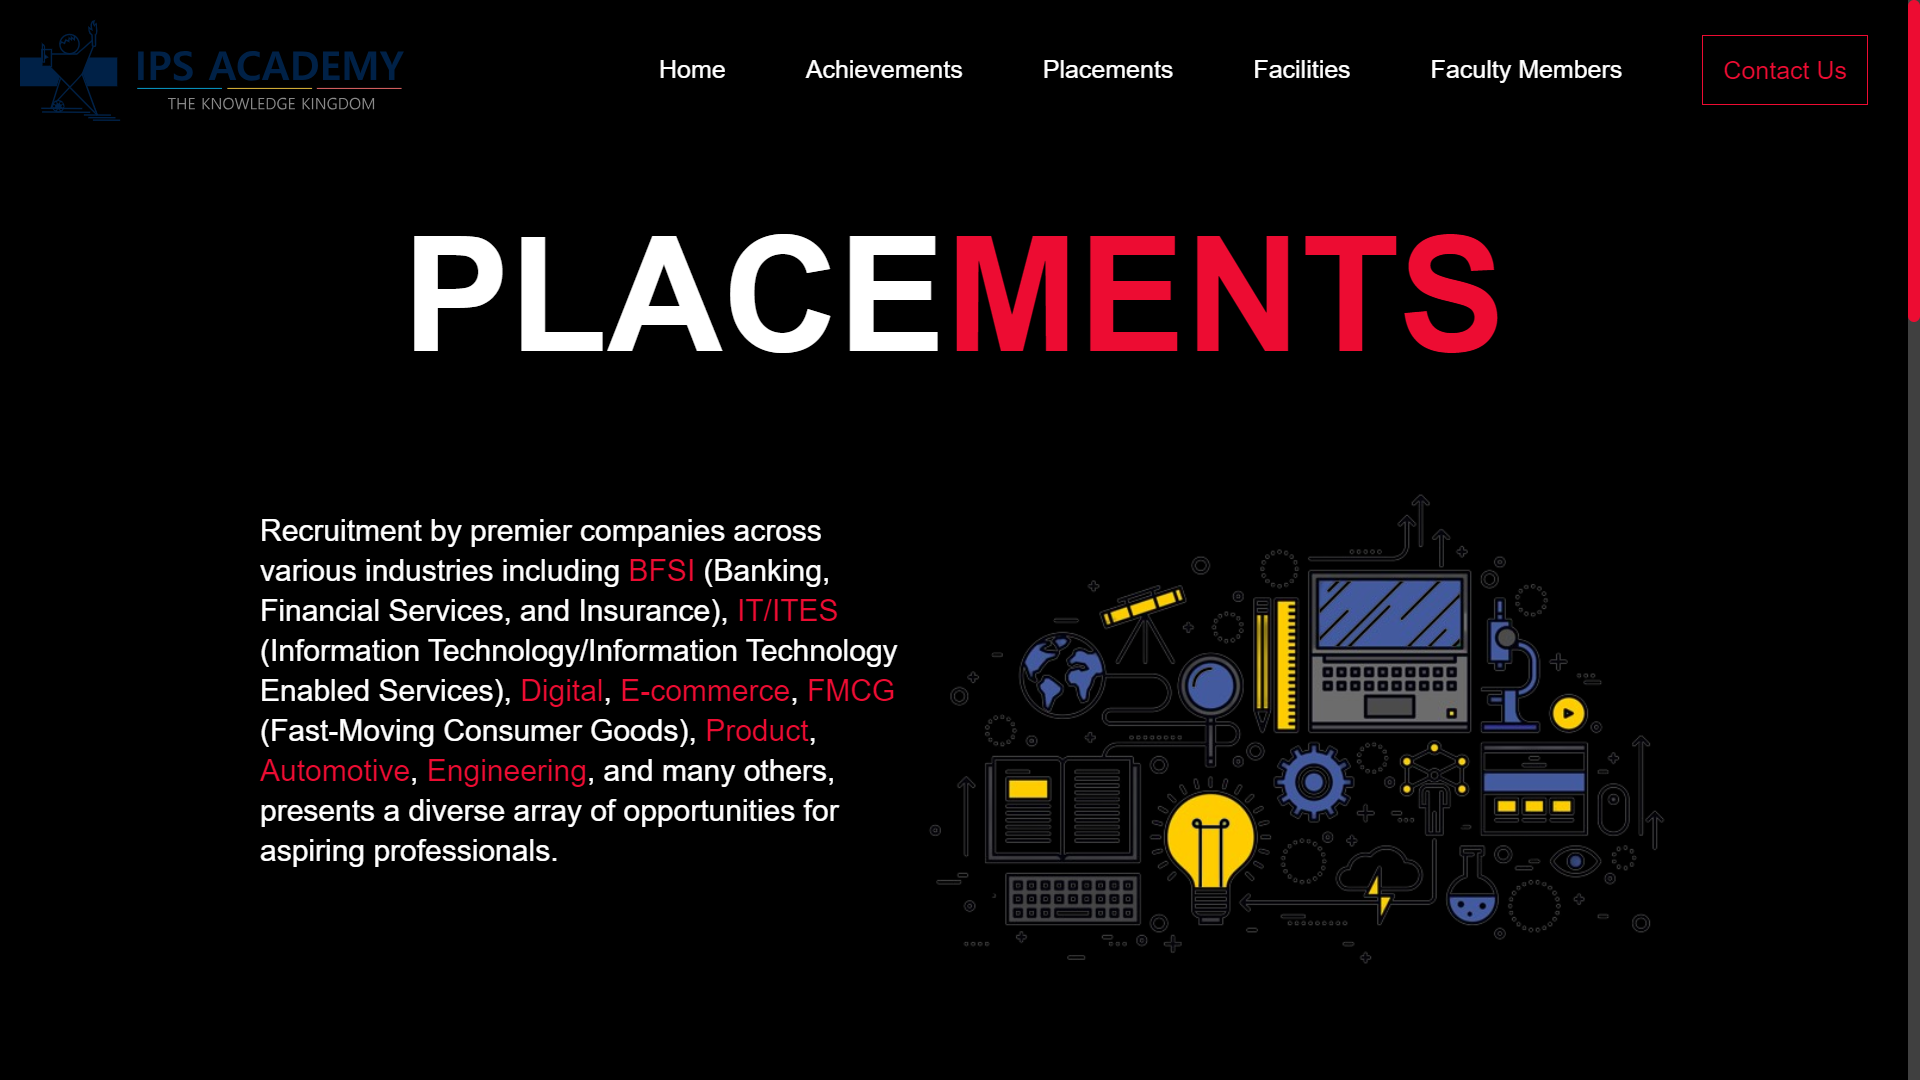 IPS ACADEMY
THE KNOWLEDGE KINGDOM
Home
Achievements
Placements
Facilities
Faculty Members
Contact Us
PLACEMENTS
Recruitment by premier companies across
various industries including BFSI (Banking,
Financial Services, and Insurance), IT/ITES
(Information Technology/Information Technology
Enabled Services), Digital, E-commerce, FMCG
(Fast-Moving Consumer Goods), Product,
Automotive, Engineering, and many others,
presents a diverse array of opportunities for
aspiring professionals.